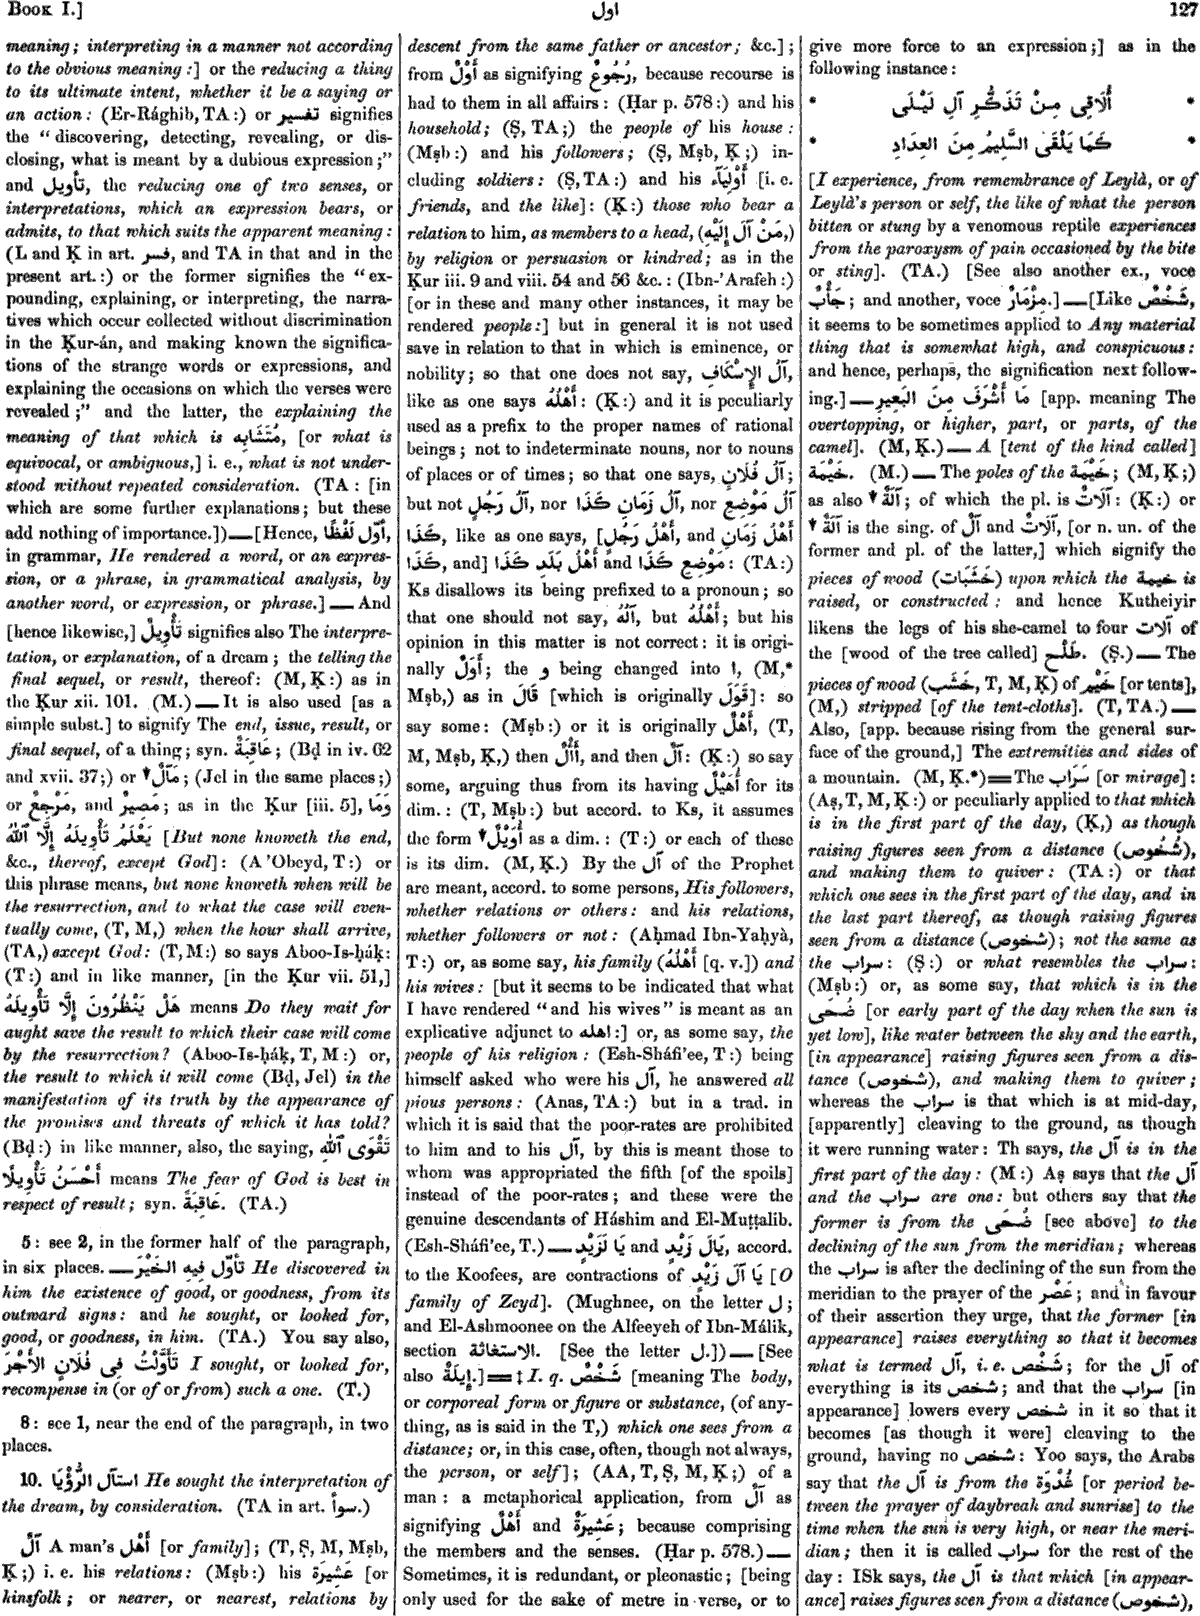 BOOK I.]
اول
127
meaning; interpreting in a manner not according
to the obvious meaning:] or the reducing a thing
to its ultimate intent, whether it be a saying or
an action: (Er-Rághib, TA:) or تفسير signifies
the “discovering, detecting, revealing, or dis-
closing, what is meant by a dubious expression;”
and تأويل, the reducing one of two senses, or
interpretations, which an expression bears, or
admits, to that which suits the apparent meaning:
(L and Ḳ in art. فسر, and TA in that and in the
present art.:) or the former signifies the “ex-
pounding, explaining, or interpreting, the narra-
tives which occur collected without discrimination
in the Ḳur-án, and making known the significa-
tions of the strange words or expressions, and
explaining the occasions on which the verses were
revealed;” and the latter, the explaining the
meaning of that which is مُتَشَابِه, [or what is
equivocal, or ambiguous,] i. e., what is not under-
stood without repeated consideration. (TA: [in
which are some further explanations; but these
add nothing of importance.])—[Hence, أَوَّلَ لَفْظًا,
in grammar, He rendered a word, or an expres-
sion, or a phrase, in grammatical analysis, by
another word, or expression, or phrase.]—And
[hence likewise,] تَأْوِيلٌ signifies also The interpre-
tation, or explanation, of a dream; the telling the
final sequel, or result, thereof: (M, Ḳ:) as in
the Ḳur xii. 101. (M.)—It is also used [as a
simple subst.] to signify The end, issue, result, or
final sequel, of a thing; syn. عَاقِبَةٌ; (Bḍ in iv. 62
and xvii. 37;) or ▼مَآلٌ; (Jel in the same places;)
or مَرْجِعٌ, and مَصِيرٌ; as in the Ḳur [iii. 5], وَمَا
يَعْلَمُ تَأْوِيلَهُ إِلَّا ٱللّٰهُ [But none knoweth the end,
&c., thereof, except God]: (A ’Obeyd, T:) or
this phrase means, but none knoweth when will be
the resurrection, and to what the case will even-
tually come, (T, M,) when the hour shall arrive,
(TA,) except God: (T, M:) so says Aboo-Is-ḥáḳ:
(T:) and in like manner, [in the Ḳur vii. 51,]
هَلْ يَنْظُرُونَ إِلَّا تَأْوِيلَهُ means Do they wait for
aught save the result to which their case will come
by the resurrection? (Aboo-Is-ḥáḳ, T, M:) or,
the result to which it will come (Bḍ, Jel) in the
manifestation of its truth by the appearance of
the promises and threats of which it has told?
(Bḍ:) in like manner, also, the saying, تَقْوَى ٱللّٰهِ
أَحْسَنُ تَأْوِيلًا means The fear of God is best in
respect of result; syn. عَاقِبَةً. (TA.)
5: see 2, in the former half of the paragraph,
in six places.—تَأَوَّلَ فِيهِ الخَيْرَ He discovered in
him the existence of good, or goodness, from its
outward signs: and he sought, or looked for,
good, or goodness, in him. (TA.) You say also,
تَأَوَّلْتُ فِى فُلَانٍ الأَجْرَ I sought, or looked for,
recompense in (or of or from) such a one. (T.)
8: see 1, near the end of the paragraph, in two
places.
10. استآل الرُّؤْيَا He sought the interpretation of
the dream, by consideration. (TA in art. سوأ.)
آلٌ A man's أَهْل [or family]; (T, Ṣ, M, Mṣb,
Ḳ;) i. e. his relations: (Mṣb:) his عَشِيرَة [or
kinsfolk; or nearer, or nearest, relations by
descent from the same father or ancestor; &c.];
from أَوْلٌ as signifying رُجُوعٌ, because recourse is
had to them in all affairs: (Ḥar p. 578:) and his
household; (Ṣ, TA;) the people of his house:
(Mṣb:) and his followers; (Ṣ, Mṣb, Ḳ;) in-
cluding soldiers: (Ṣ, TA:) and his أَوْلِيَآء [i. e.
friends, and the like]: (Ḳ:) those who bear a
relation to him, as members to a head, (مَنْ آلَ إِلَيْهِ,)
by religion or persuasion or kindred; as in the
Ḳur iii. 9 and viii. 54 and 56 &c.: (Ibn-’Arafeh:)
[or in these and many other instances, it may be
rendered people:] but in general it is not used
save in relation to that in which is eminence, or
nobility; so that one does not say, آلُ الإِسْكَافِ,
like as one says أَهْلُهُ: (Ḳ:) and it is peculiarly
used as a prefix to the proper names of rational
beings; not to indeterminate nouns, nor to nouns
of places or of times; so that one says, آلُ فُلَانٍ;
but not آلُ رَجُلٍ, nor آلُ زَمَانِ كَذَا, nor آلُ مَوْضِعِ
كَذَا, like as one says, [أَهْلُ رَجُلٍ, and أَهْلُ زَمَانِ
كَذَا, and] أَهْلُ بَلَدِ كَذَا and مَوْضِعِ كَذَا: (TA:)
Ks disallows its being prefixed to a pronoun; so
that one should not say, آلُهُ, but أَهْلُهُ; but his
opinion in this matter is not correct: it is origi-
nally أَوَلٌ; the و being changed into ا, (M,*
Mṣb,) as in قَالَ [which is originally قَوَلَ]: so
say some: (Mṣb:) or it is originally أَهْلٌ, (T,
M, Mṣb, Ḳ,) then أَأْلٌ, and then آلٌ: (Ḳ:) so say
some, arguing thus from its having أُهَيْلٌ for its
dim.: (T, Mṣb:) but accord. to Ks, it assumes
the form ▼أُوَيْلٌ as a dim.: (T:) or each of these
is its dim. (M, Ḳ.) By the آل of the Prophet
are meant, accord. to some persons, His followers,
whether relations or others: and his relations,
whether followers or not: (Aḥmad Ibn-Yaḥyà,
T:) or, as some say, his family (أَهْلُهُ [q. v.]) and
his wives: [but it seems to be indicated that what
I have rendered “and his wives” is meant as an
explicative adjunct to اهله:] or, as some say, the
people of his religion: (Esh-Sháfi’ee, T:) being
himself asked who were his آل, he answered all
pious persons: (Anas, TA:) but in a trad. in
which it is said that the poor-rates are prohibited
to him and to his آل, by this is meant those to
whom was appropriated the fifth [of the spoils]
instead of the poor-rates; and these were the
genuine descendants of Háshim and El-Muṭṭalib.
(Esh-Sháfi’ee, T.)—يَا لَزَيْدٍ and يَالَ زَيْدٍ, accord.
to the Koofees, are contractions of يَا آلَ زَيْدٍ [O
family of Zeyd]. (Mughnee, on the letter ل;
and El-Ashmoonee on the Alfeeyeh of Ibn-Málik,
section الاستغاثة. [See the letter ل.])—[See
also إِيلَةٌ.]=‡ I. q. شَخْصٌ [meaning The body,
or corporeal form or figure or substance, (of any-
thing, as is said in the T,) which one sees from a
distance; or, in this case, often, though not always,
the person, or self]; (AA, T, Ṣ, M, Ḳ;) of a
man: a metaphorical application, from آلٌ as
signifying أَهْلٌ and عَشِيرَةٌ; because comprising
the members and the senses. (Ḥar p. 578.)—
Sometimes, it is redundant, or pleonastic; [being
only used for the sake of metre in verse, or to
give more force to an expression;] as in the
following instance:
* أُلَاقِى مِنْ تَذَكُّرِ آلِ لَيْلَى *
* كَمَا يَلْقَى السَّلِيمُ مِنَ العِدَادِ *
[I experience, from remembrance of Leylà, or of
Leylà's person or self, the like of what the person
bitten or stung by a venomous reptile experiences
from the paroxysm of pain occasioned by the bite
or sting]. (TA.) [See also another ex., voce
جَأْبٌ; and another, voce مِزْمَارٌ.]—[Like شَخْصٌ,
it seems to be sometimes applied to Any material
thing that is somewhat high, and conspicuous:
and hence, perhaps, the signification next follow-
ing.]—مَا أَشْرَفَ مِنَ البَعِيرِ [app. meaning The
overtopping, or higher, part, or parts, of the
camel]. (M, Ḳ.)—A [tent of the kind called]
خَيْمَة. (M.)—The poles of the خَيْمَة; (M, Ḳ;)
as also ▼آلَةٌ; of which the pl. is آلَاتٌ: (Ḳ:) or
▼آلَةٌ is the sing. of آلٌ and آلَاتٌ, [or n. un. of the
former and pl. of the latter,] which signify the
pieces of wood (خَشَبَات) upon which the خيمة is
raised, or constructed: and hence Kutheiyir
likens the legs of his she-camel to four آلات of
the [wood of the tree called] طَلْح. (Ṣ.)—The
pieces of wood (خَشَب, T, M, Ḳ) of خِيَم [or tents],
(M,) stripped [of the tent-cloths]. (T, TA.)—
Also, [app. because rising from the general sur-
face of the ground,] The extremities and sides of
a mountain. (M, Ḳ.*)=The سَرَاب [or mirage]:
(Aṣ, T, M, Ḳ:) or peculiarly applied to that which
is in the first part of the day, (Ḳ,) as though
raising figures seen from a distance (شُخُوص),
and making them to quiver: (TA:) or that
which one sees in the first part of the day, and in
the last part thereof, as though raising figures
seen from a distance (شخوص); not the same as
the سراب: (Ṣ:) or what resembles the سراب:
(Mṣb:) or, as some say, that which is in the
ضُحَى [or early part of the day when the sun is
yet low], like water between the sky and the earth,
[in appearance] raising figures seen from a dis-
tance (شخوص), and making them to quiver;
whereas the سراب is that which is at mid-day,
[apparently] cleaving to the ground, as though
it were running water: Th says, the آل is in the
first part of the day: (M:) Aṣ says that the آل
and the سراب are one: but others say that the
former is from the ضُحَى [see above] to the
declining of the sun from the meridian; whereas
the سراب is after the declining of the sun from the
meridian to the prayer of the عَصْر; and in favour
of their assertion they urge, that the former [in
appearance] raises everything so that it becomes
what is termed آل, i. e. شَخْص; for the آل of
everything is its شخص; and that the سراب [in
appearance] lowers every شخص in it so that it
becomes [as though it were] cleaving to the
ground, having no شخص: Yoo says, the Arabs
say that the آل is from the غُدْوَة [or period be-
tween the prayer of daybreak and sunrise] to the
time when the sun is very high, or near the meri-
dian; then it is called سراب for the rest of the
day: ISk says, the آل is that which [in appear-
ance] raises figures seen from a distance (شخوص),